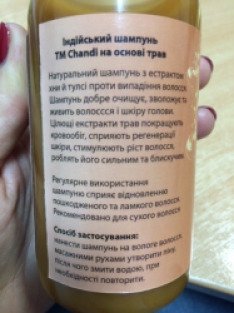 Індійський шампунь
ТМ Chandi на основі трав
Натуральний шампунь з екстрактом
хни й тулсі проти випадіння волосся.
Шампунь добре очищує, зволожує та
живить волосся і шкіру голови.
Цілющі екстракти трав покращують
кровообіг, сприяють регенерації
шкіри, стимулюють ріст волосся,
роблять його сильним та блискучим.
Регулярне використання
шампуню сприяє відновленню
пошкодженого та ламкого волосся.
Рекомендовано для сухого волосся
Спосіб застосування:
нанести шампунь на вологе волосся,
масажними рухами утворити піну,
після чого змити водою, при
необхідності повторити.